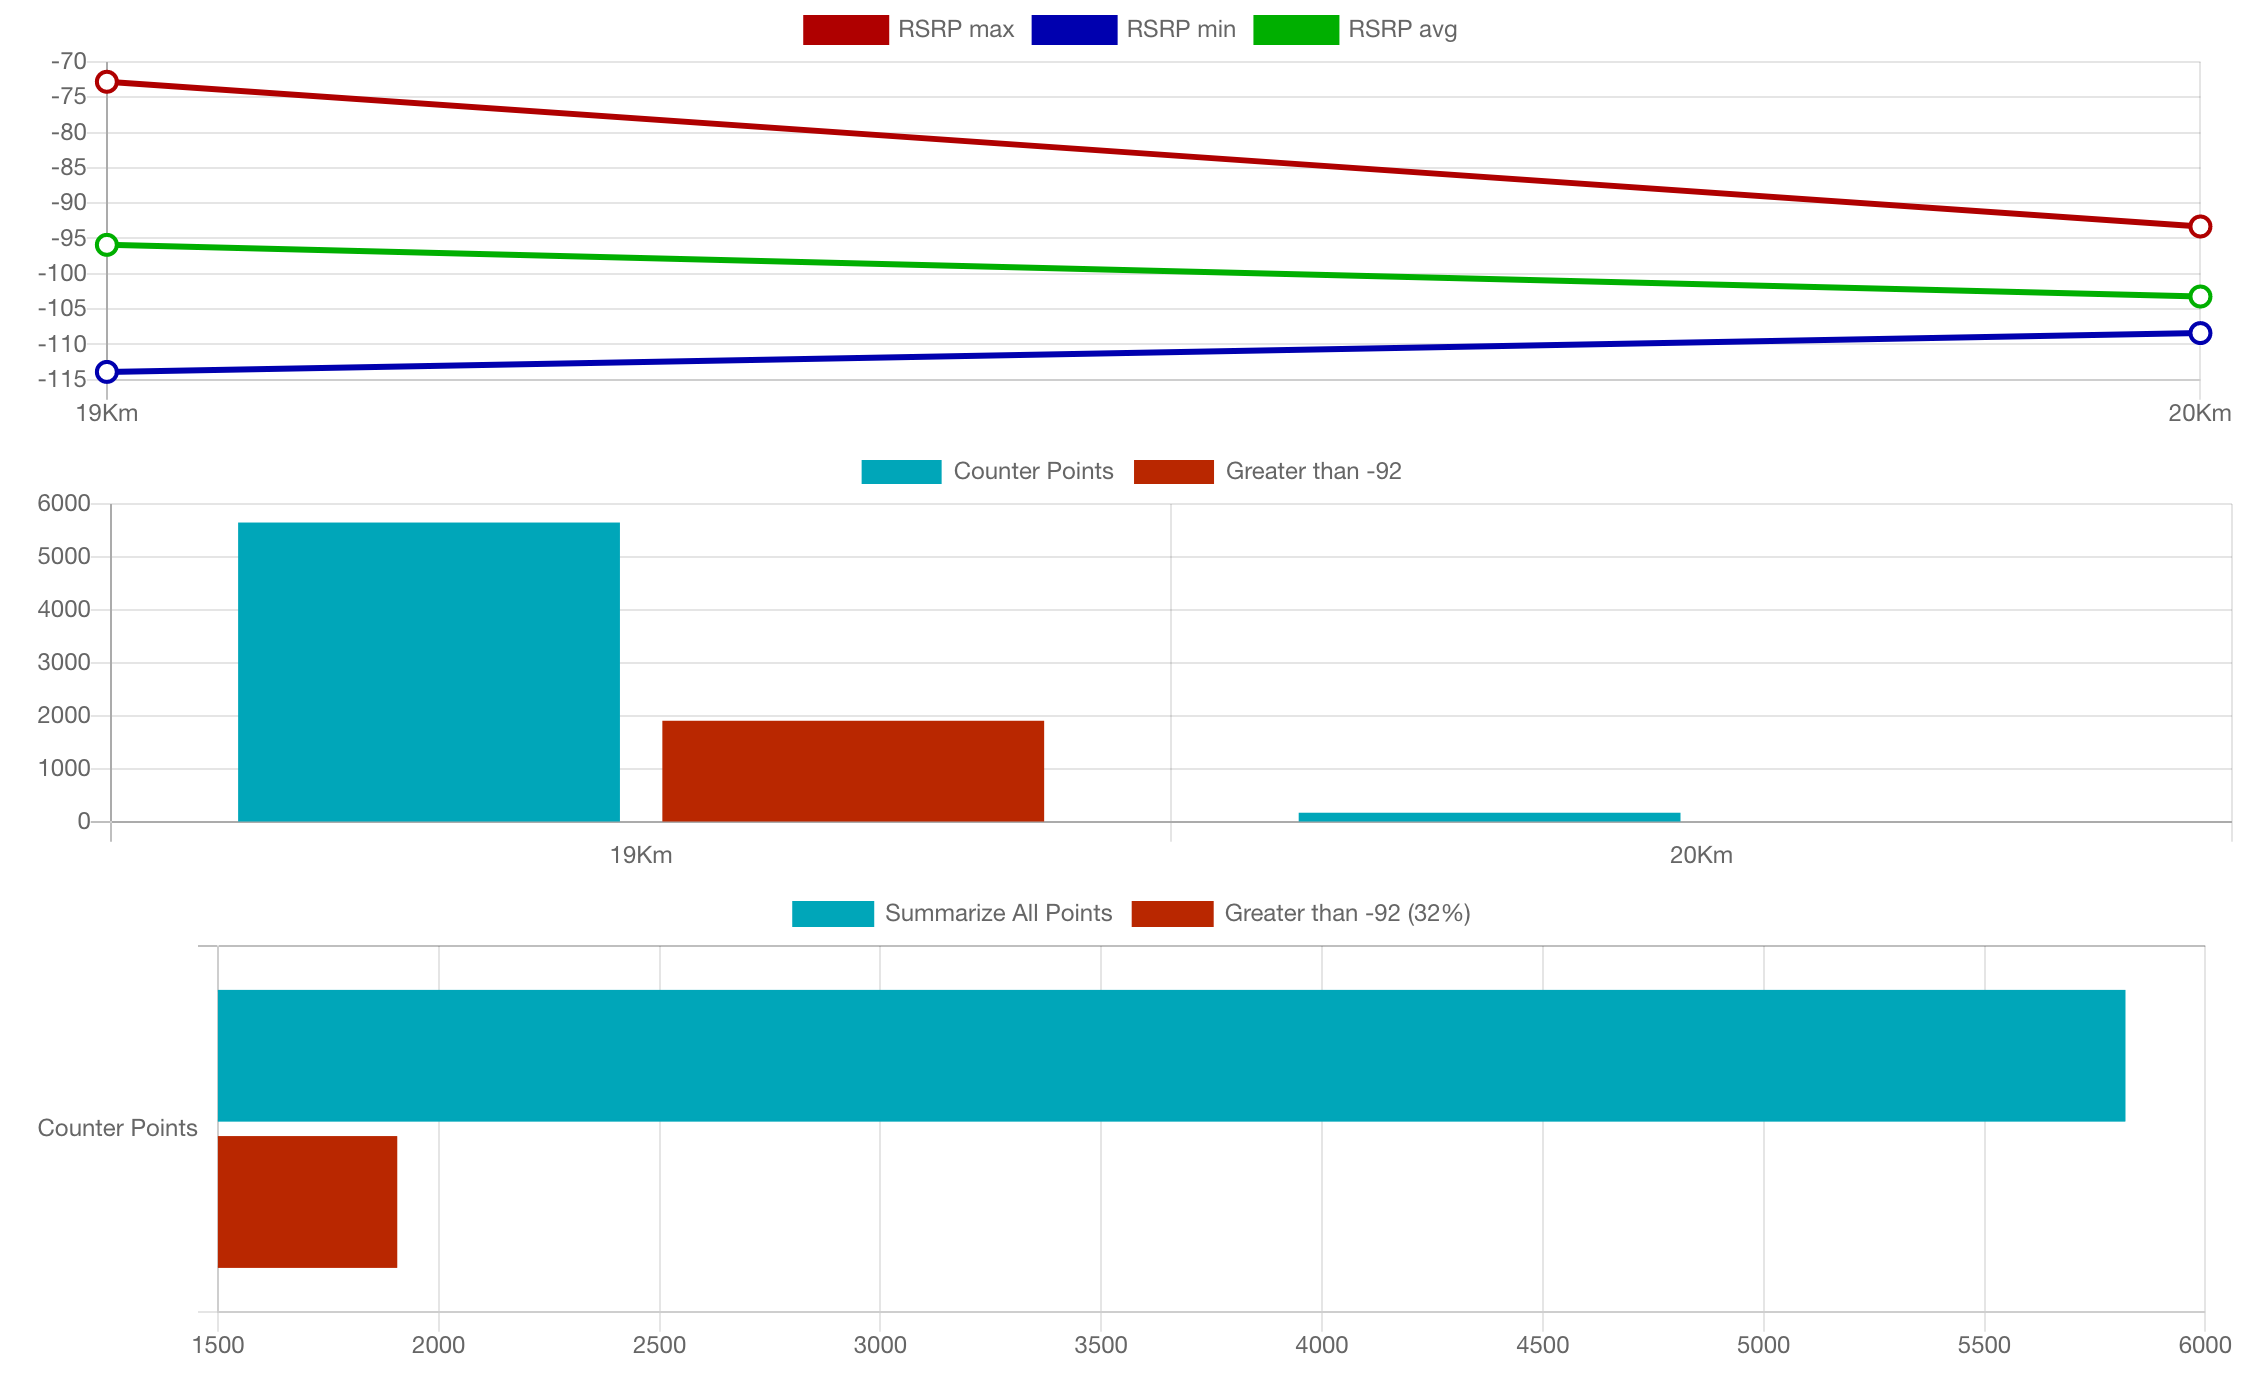 RSRP max RSRP min RSRP avg
-70
-75
-80
-85
-90
-95
-100
-105
-110
-115
19Km 20Km
Counter Points Greater than -92
6000
5000
4000
3000
2000
1000
0
19Km 20Km
Summarize All Points Greater than -92 (32%)
Counter Points
1500 2000 2500 3000 3500 4000 4500 5000 5500 6000